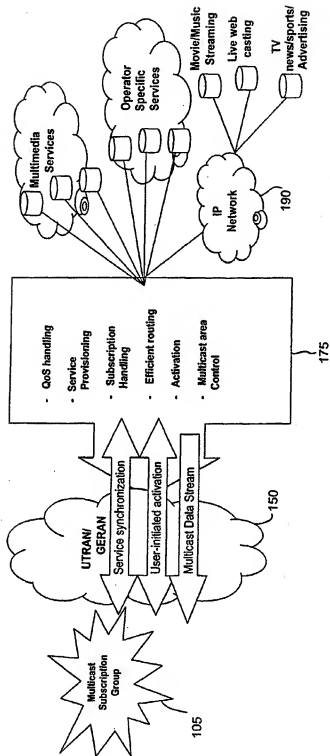 Multicast
Subscription
Group
105
UTRAN/
GERAN
Service synchronization
User-initiated activation
Multicast Data Stream
150
- QoS handling
- Service
Provisioning
- Subscription
Handling
- Efficient routing
- Activation
- Multicast area
Control
175
Multimedia
Services
Operator
Specific
Services
IP
Network
190
Movie/Music
Streaming
Live web
casting
TV
news/sports/
Advertising